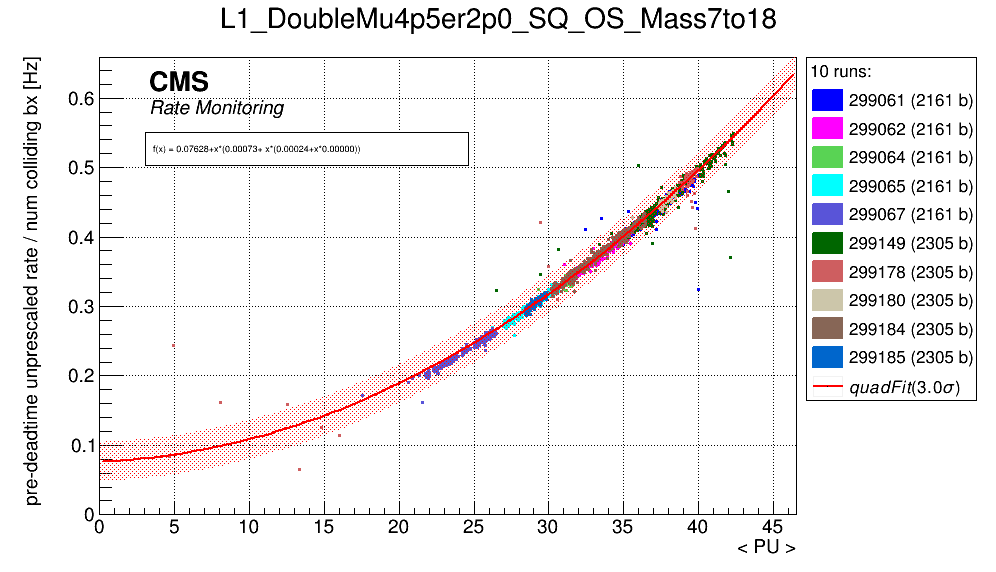 L1_DoubleMu4p5er2p0_SQ_OS_Mass7to18
pre-deadtime unprescaled rate / num colliding bx [Hz]
CMS
Rate Monitoring
f(x) = 0.07628+x*(0.00073+ x*(0.00024+x*0.00000))
0.6
0.5
0.4
0.3
0.2
0.1
0
0 5 10 15 20 25 30 35 40 45
< PU >
10 runs:
299061 (2161 b)
299062 (2161 b)
299064 (2161 b)
299065 (2161 b)
299067 (2161 b)
299149 (2305 b)
299178 (2305 b)
299180 (2305 b)
299184 (2305 b)
299185 (2305 b)
quadFit(3.0σ)